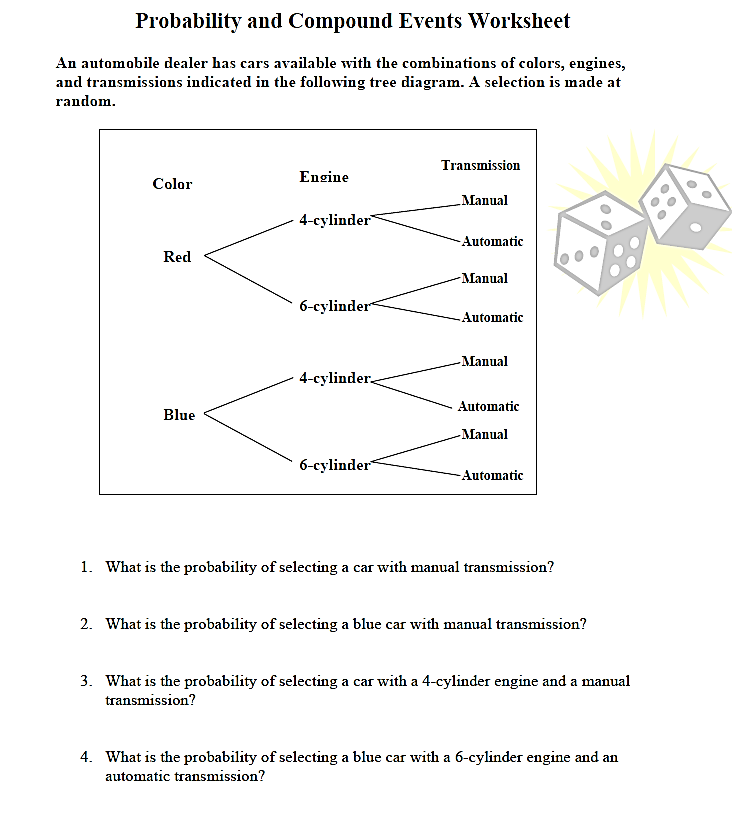 Probability and Compound Events Worksheet
An automobile dealer has cars available with the combinations of colors, engines,
and transmissions indicated in the following tree diagram. A selection is made at
random.
Color
Engine
Transmission
Red
4-cylinder
Manual
Automatic
6-cylinder
Manual
Automatic
Blue
4-cylinder
Manual
Automatic
6-cylinder
Manual
Automatic
1. What is the probability of selecting a car with manual transmission?
2. What is the probability of selecting a blue car with manual transmission?
3. What is the probability of selecting a car with a 4-cylinder engine and a manual
transmission?
4. What is the probability of selecting a blue car with a 6-cylinder engine and an
automatic transmission?